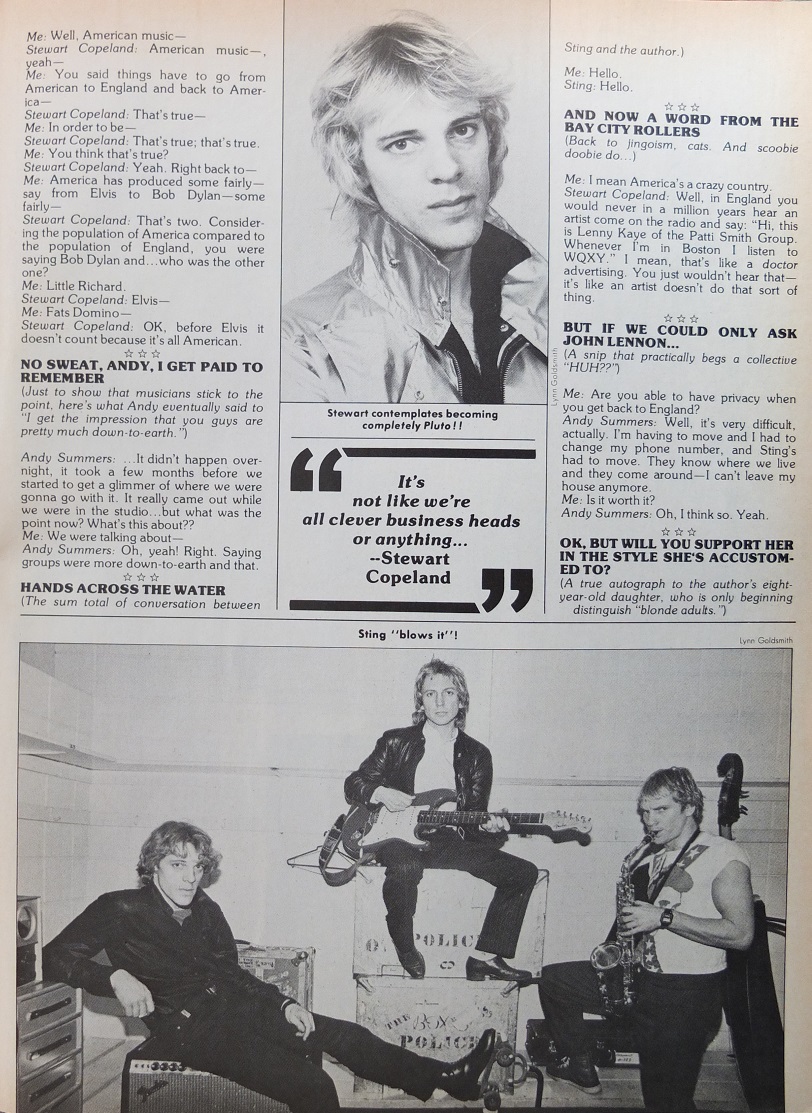 Me: Well, American music—
Stewart Copeland: American music—,
yeah—
Me: You said things have to go from
American to England and back to Amer-
ica—
Stewart Copeland: That's true—
Me: In order to be—
Stewart Copeland: That's true; that's true.
Me: You think that's true?
Stewart Copeland: Yeah. Right back to—
Me: America has produced some fairly—
say from Elvis to Bob Dylan—some
fairly—
Stewart Copeland: That's two. Consider-
ing the population of America compared to
the population of England, you were
saying Bob Dylan and...who was the other
one?
Me: Little Richard.
Stewart Copeland: Elvis—
Me: Fats Domino—
Stewart Copeland: OK, before Elvis it
doesn't count because it's all American.
☆☆☆
NO SWEAT, ANDY, I GET PAID TO
REMEMBER
(Just to show that musicians stick to the
point, here's what Andy eventually said to
"I get the impression that you guys are
pretty much down-to-earth.")
Andy Summers: ...It didn't happen over-
night, it took a few months before we
started to get a glimmer of where we were
gonna go with it. It really came out while
we were in the studio...but what was the
point now? What's this about??
Me: We were talking about—
Andy Summers: Oh, yeah! Right. Saying
groups were more down-to-earth and that.
☆☆☆
HANDS ACROSS THE WATER
(The sum total of conversation between
Lynn Goldsmith
Stewart contemplates becoming
completely Pluto!!
"It's
not like we're
all clever business heads
or anything...
--Stewart
Copeland"
Sting and the author.)
Me: Hello.
Sting: Hello.
☆☆☆
AND NOW A WORD FROM THE
BAY CITY ROLLERS
(Back to jingoism, cats. And scoobie
doobie do...)
Me: I mean America's a crazy country.
Stewart Copeland: Well, in England you
would never in a million years hear an
artist come on the radio and say: "Hi, this
is Lenny Kaye of the Patti Smith Group.
Whenever I'm in Boston I listen to
WQXY." I mean, that's like a doctor
advertising. You just wouldn't hear that—
it's like an artist doesn't do that sort of
thing.
☆☆☆
BUT IF WE COULD ONLY ASK
JOHN LENNON...
(A snip that practically begs a collective
"HUH??")
Me: Are you able to have privacy when
you get back to England?
Andy Summers: Well, it's very difficult,
actually. I'm having to move and I had to
change my phone number, and Sting's
had to move. They know where we live
and they come around—I can't leave my
house anymore.
Me: Is it worth it?
Andy Summers: Oh, I think so. Yeah.
☆☆☆
OK, BUT WILL YOU SUPPORT HER
IN THE STYLE SHE'S ACCUSTOM-
ED TO?
(A true autograph to the author's eight-
year-old daughter, who is only beginning
distinguish "blonde adults.")
Sting "blows it"!
Lynn Goldsmith
POLICE
THE
POLICE
Fender